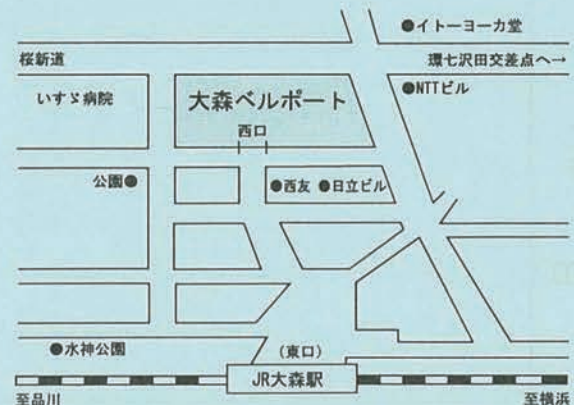 ●イトーヨーカ堂
桜新道
環七沢田交差点へ→
いすゞ病院
大森ベルポート
●NTTビル
西口
公園●
●西友 ●日立ビル
●水神公園
(東口)
JR大森駅
至品川
至横浜